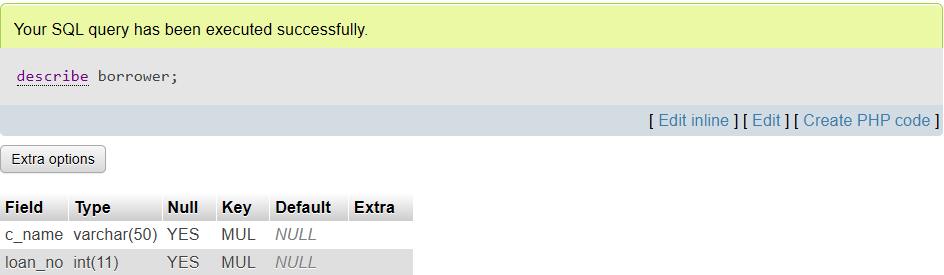 Your SQL query has been executed successfully.
describe borrower;
[ Edit inline ] [ Edit ] [ Create PHP code ]
Extra options
Field Type Null Key Default Extra
c_name varchar(50) YES MUL NULL
loan_no int(11) YES MUL NULL